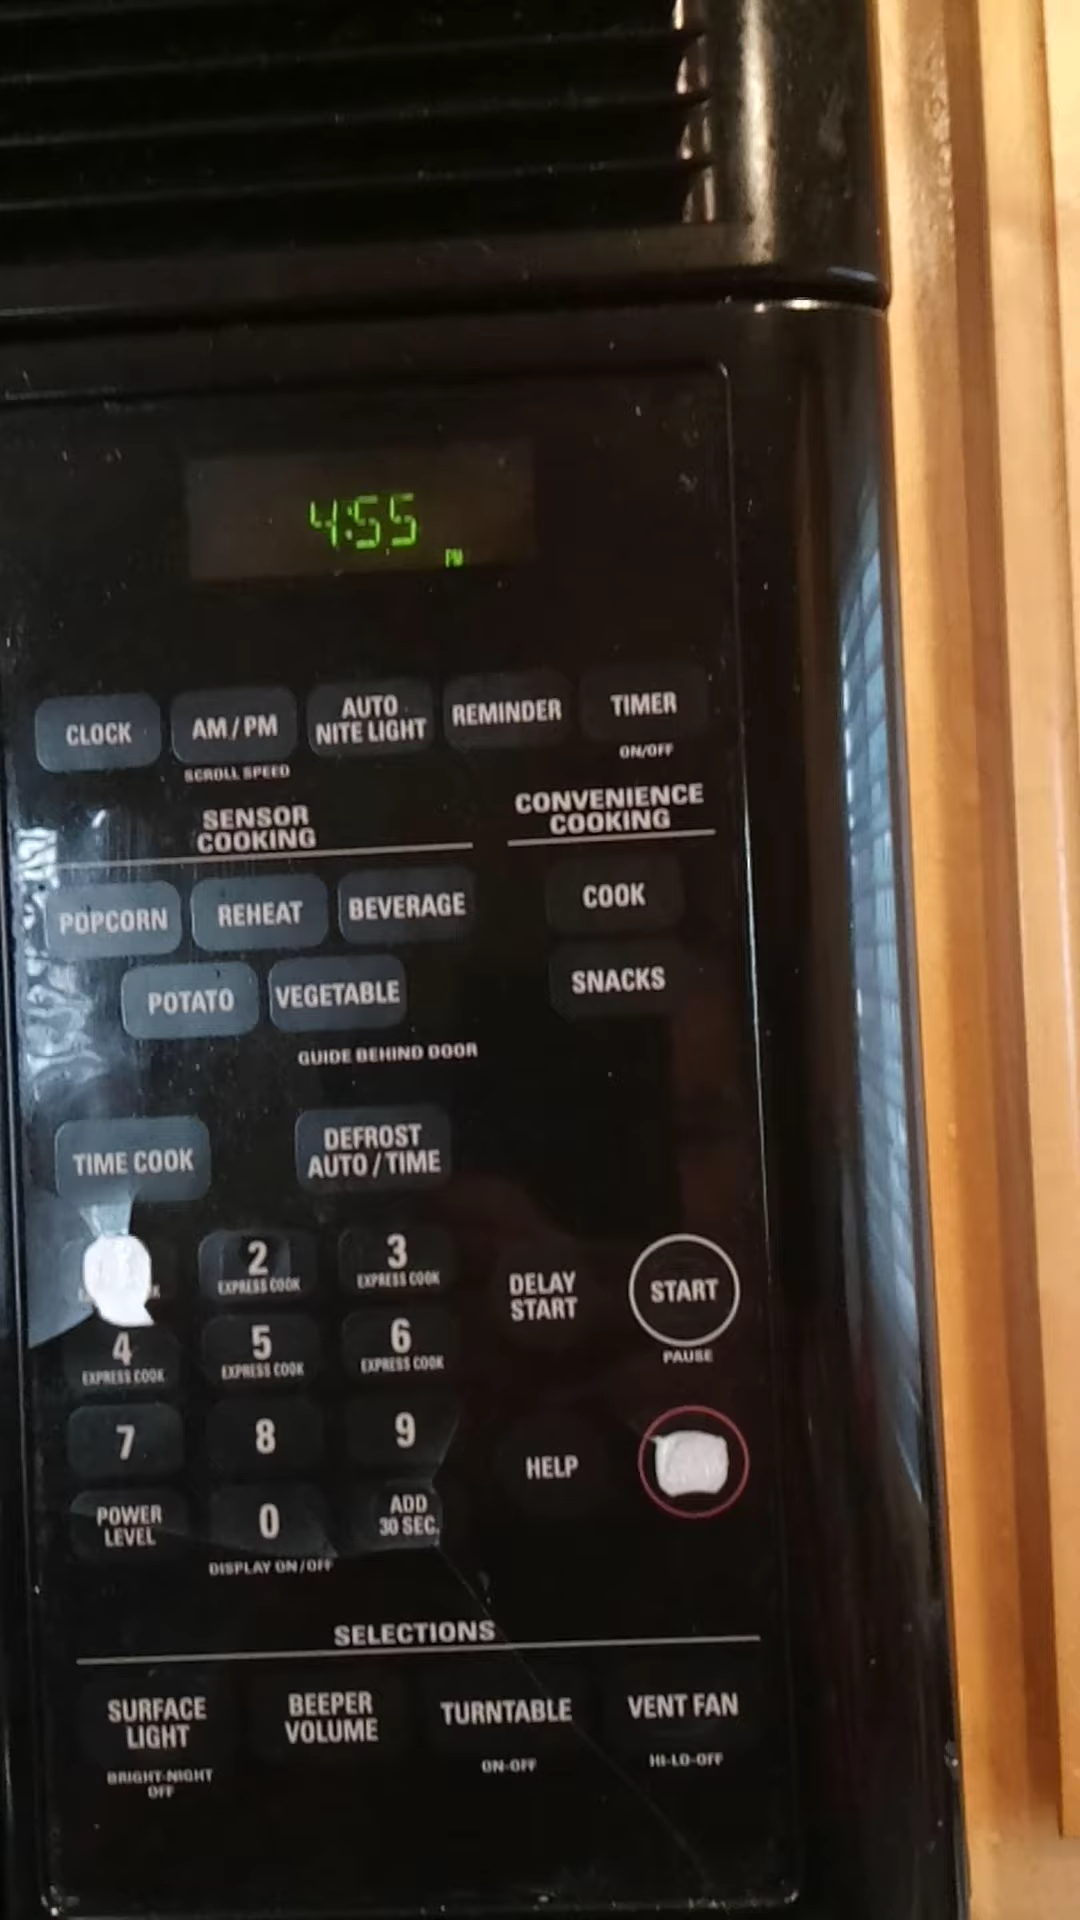 4:55
PM
CLOCK
AM/PM
AUTO
NITE LIGHT
REMINDER
TIMER
SCROLL SPEED
ON/OFF
SENSOR
COOKING
CONVENIENCE
COOKING
POPCORN
REHEAT
BEVERAGE
COOK
POTATO
VEGETABLE
SNACKS
GUIDE BEHIND DOOR
TIME COOK
DEFROST
AUTO/TIME
2
EXPRESS COOK
3
EXPRESS COOK
DELAY
START
START
PAUSE
4
EXPRESS COOK
5
EXPRESS COOK
6
EXPRESS COOK
7
8
9
HELP
POWER
LEVEL
0
ADD
30 SEC.
DISPLAY ON/OFF
SELECTIONS
SURFACE
LIGHT
BEEPER
VOLUME
TURNTABLE
VENT FAN
BRIGHT-NIGHT
OFF
ON-OFF
HI-LO-OFF